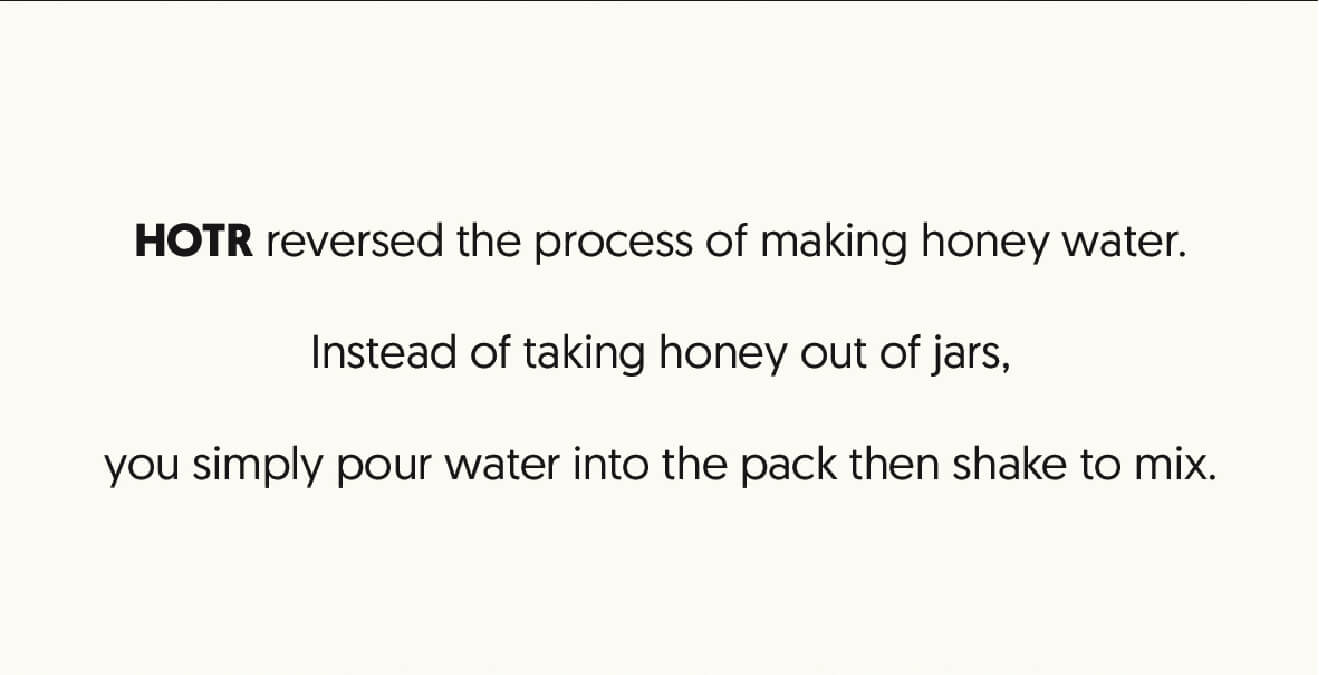 HOTR reversed the process of making honey water.
Instead of taking honey out of jars,
you simply pour water into the pack then shake to mix.